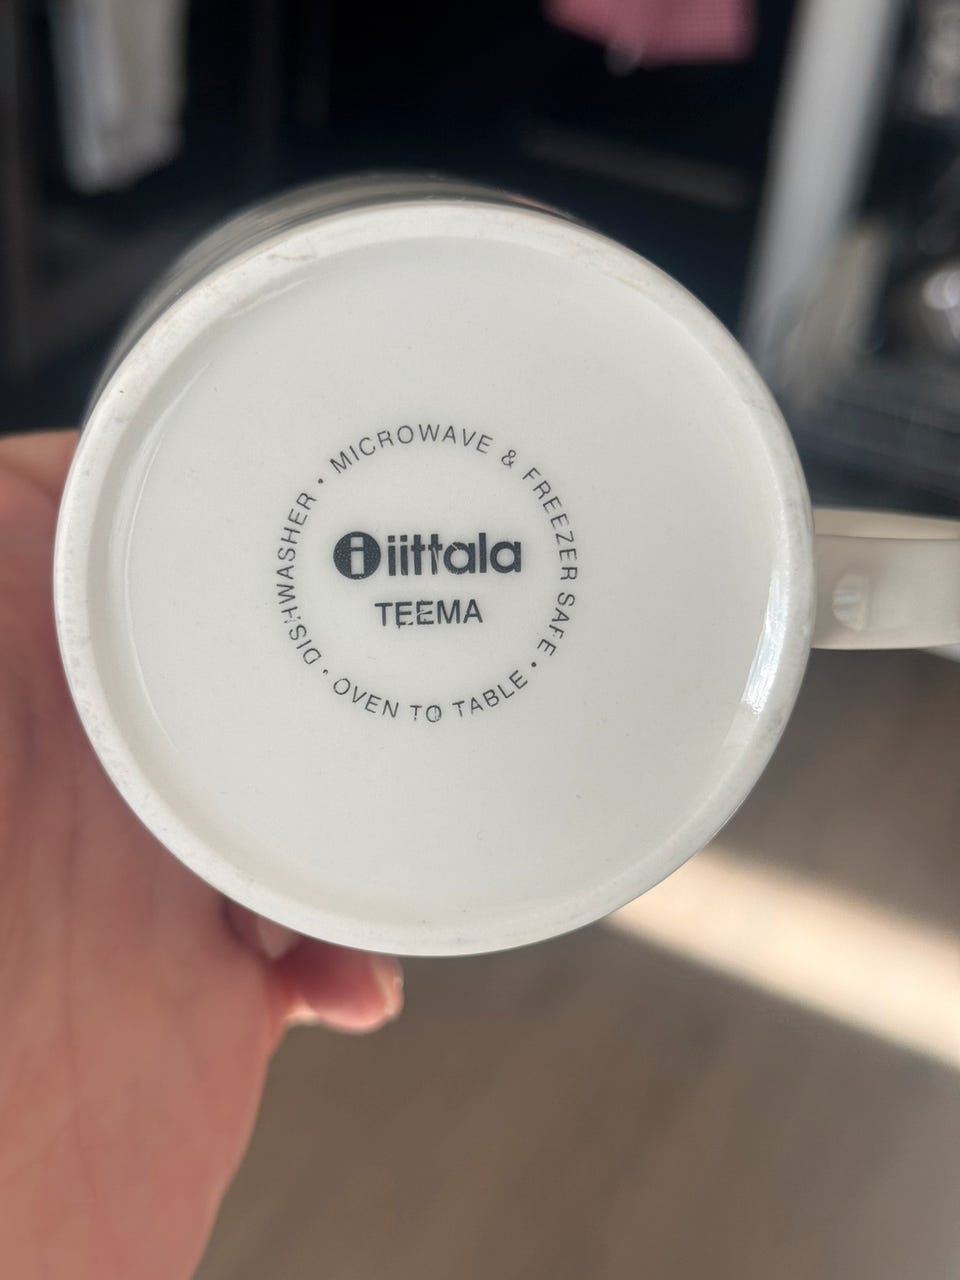 iittala
TEEMA
MICROWAVE & FREEZER SAFE • OVEN TO TABLE • DISHWASHER •